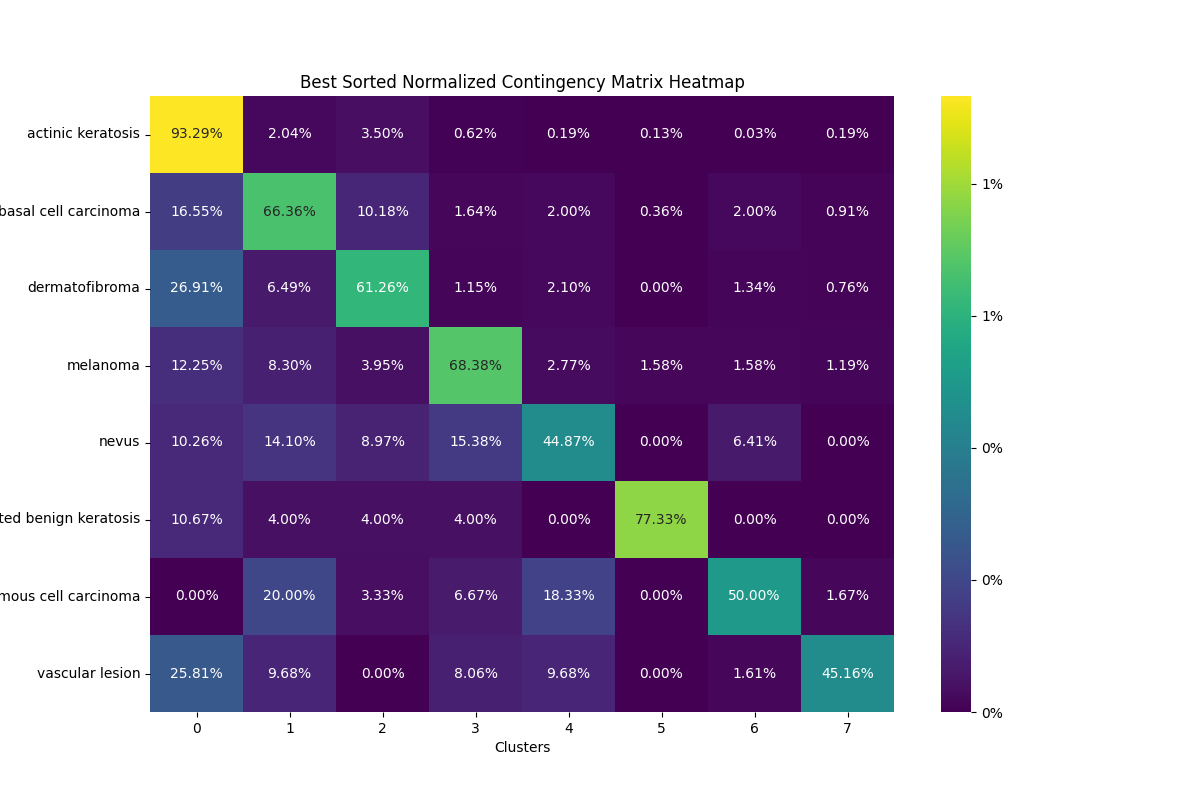 Best Sorted Normalized Contingency Matrix Heatmap
actinic keratosis 93.29% 2.04% 3.50% 0.62% 0.19% 0.13% 0.03% 0.19%
basal cell carcinoma 16.55% 66.36% 10.18% 1.64% 2.00% 0.36% 2.00% 0.91%
dermatofibroma 26.91% 6.49% 61.26% 1.15% 2.10% 0.00% 1.34% 0.76%
melanoma 12.25% 8.30% 3.95% 68.38% 2.77% 1.58% 1.58% 1.19%
nevus 10.26% 14.10% 8.97% 15.38% 44.87% 0.00% 6.41% 0.00%
ted benign keratosis 10.67% 4.00% 4.00% 4.00% 0.00% 77.33% 0.00% 0.00%
mous cell carcinoma 0.00% 20.00% 3.33% 6.67% 18.33% 0.00% 50.00% 1.67%
vascular lesion 25.81% 9.68% 0.00% 8.06% 9.68% 0.00% 1.61% 45.16%
0 1 2 3 4 5 6 7
Clusters
1%
1%
0%
0%
0%